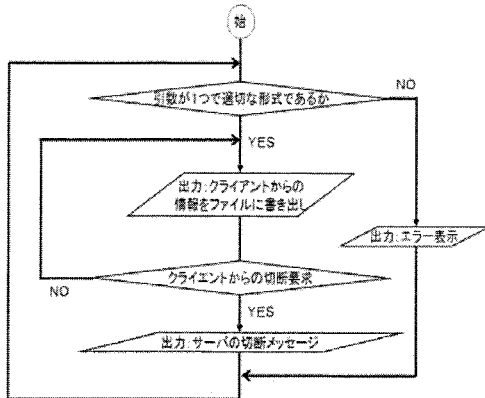 始
引数が1つで適切な形式であるか
NO
YES
出力:クライアントからの
情報をファイルに書き出し
出力:エラー表示
クライエントからの切断要求
NO
YES
出力:サーバの切断メッセージ